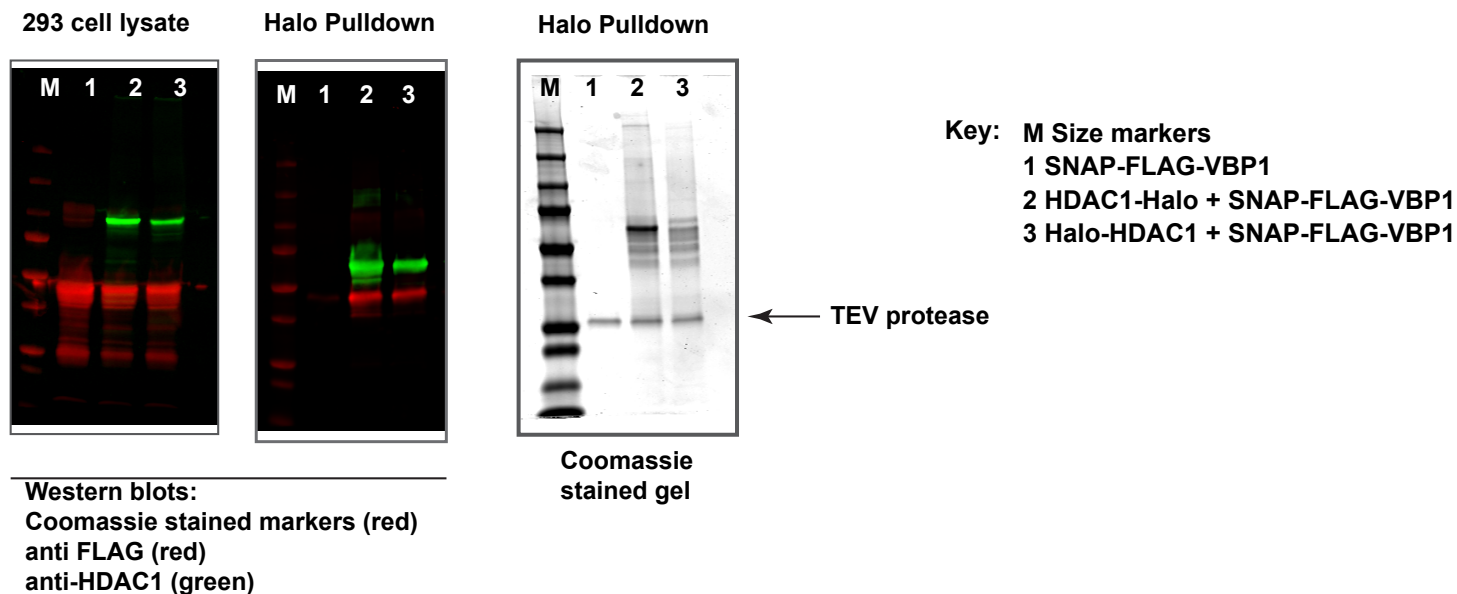 293 cell lysate
Halo Pulldown
Halo Pulldown
M 1 2 3
M 1 2 3
M 1 2 3
Key: M Size markers
1 SNAP-FLAG-VBP1
2 HDAC1-Halo + SNAP-FLAG-VBP1
3 Halo-HDAC1 + SNAP-FLAG-VBP1
TEV protease
Coomassie
stained gel
Western blots:
Coomassie stained markers (red)
anti FLAG (red)
anti-HDAC1 (green)